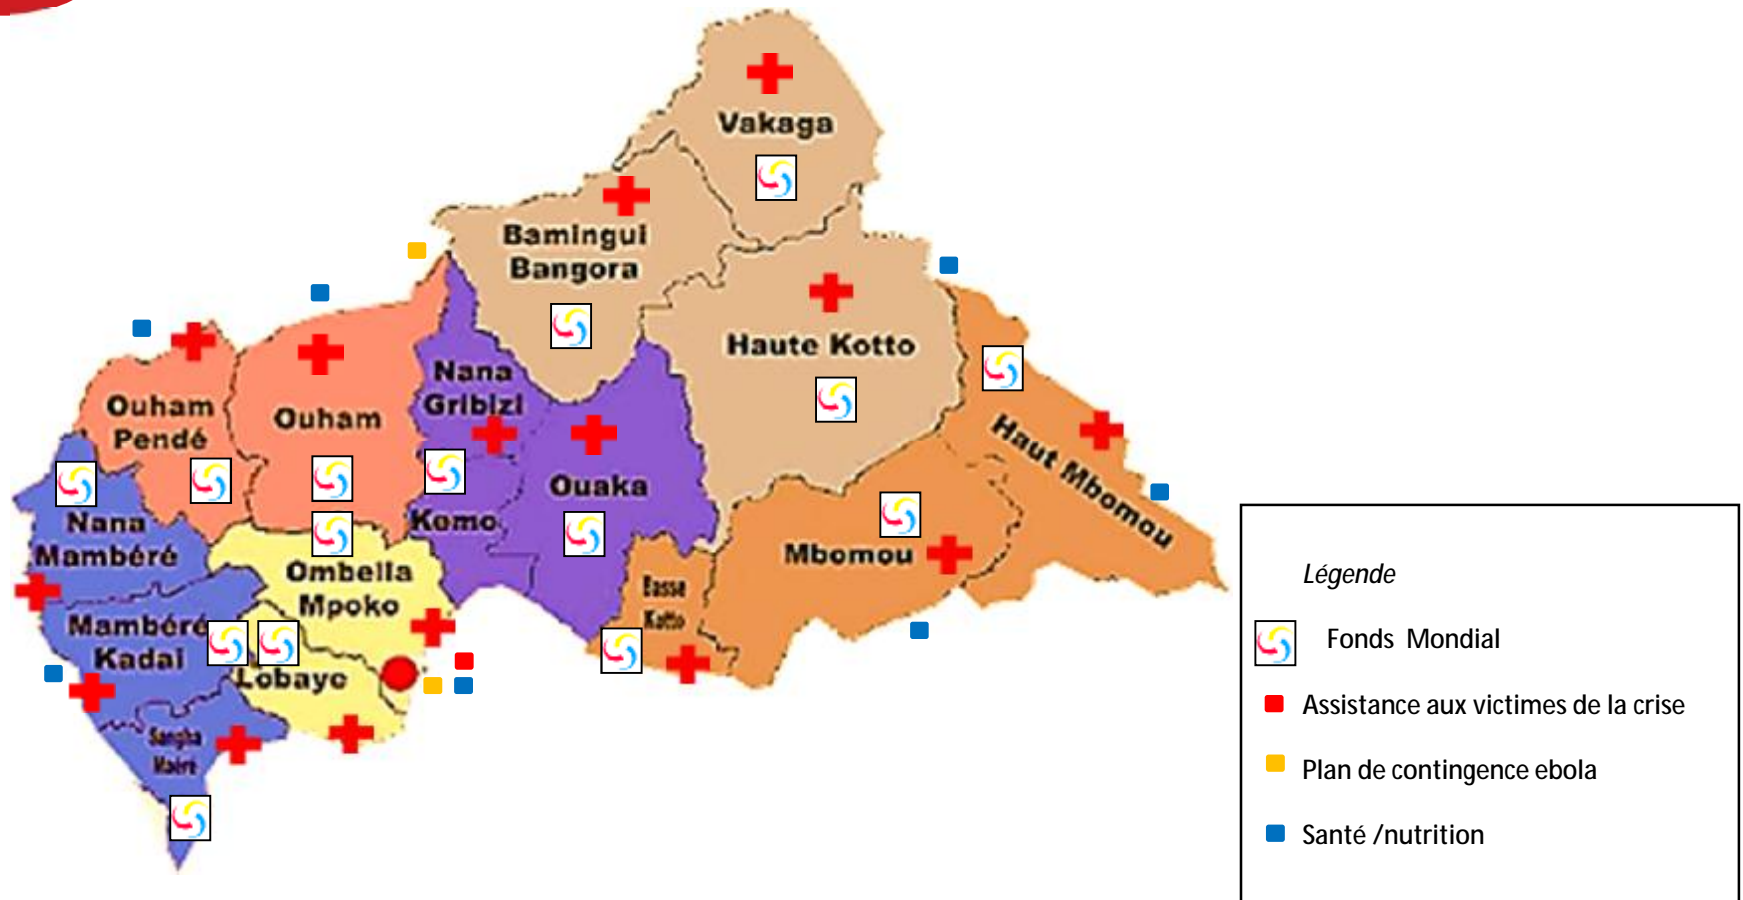 Vakaga
Bamingui
Bangora
Haute Kotto
Nana
Gribizi
Ouham
Pendé
Ouham
Haut Mbomou
Ouaka
Kemo
Nana
Mambéré
Mbomou
Ombella
Mpoko
Basse
Kotto
Mambéré
Kadai
Lobaye
Sangha
Maéré
Légende
Fonds Mondial
Assistance aux victimes de la crise
Plan de contingence ebola
Santé /nutrition